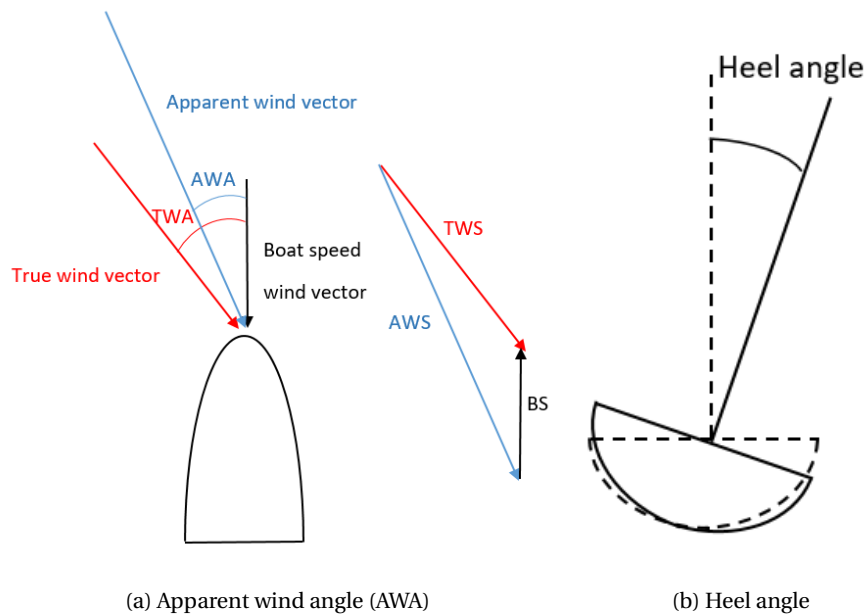 Heel angle
Apparent wind vector
AWA
TWA
TWS
Boat speed
wind vector
True wind vector
AWS
BS
(a) Apparent wind angle (AWA)
(b) Heel angle